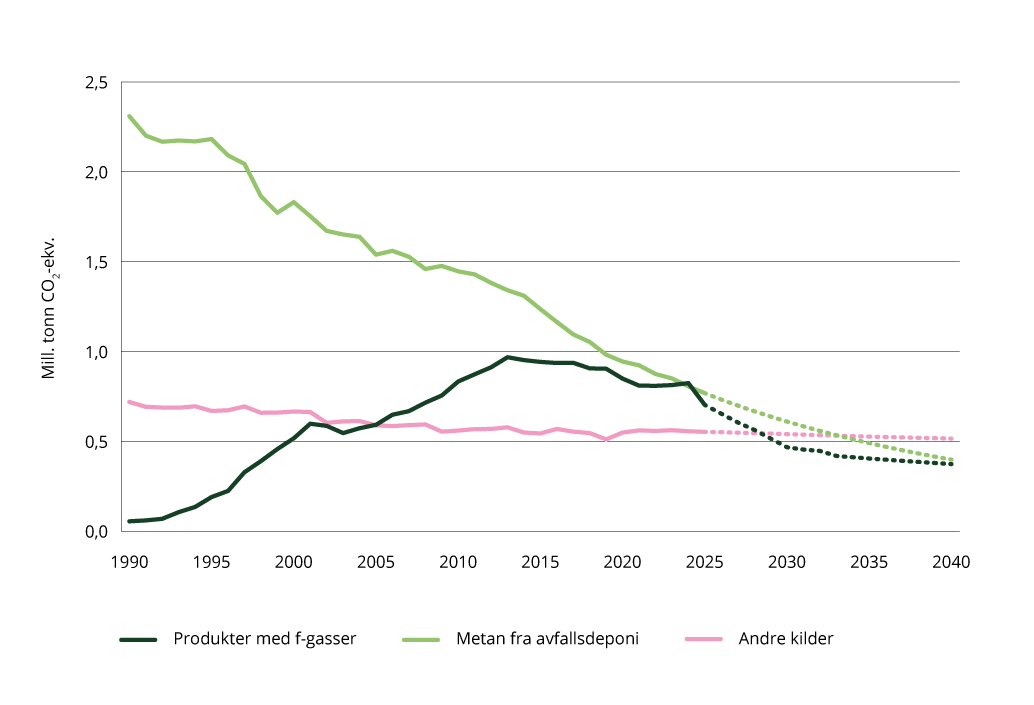 Mill. tonn CO₂-ekv.
2,5
2,0
1,5
1,0
0,5
0,0
1990 1995 2000 2005 2010 2015 2020 2025 2030 2035 2040
Produkter med f-gasser Metan fra avfallsdeponi Andre kilder